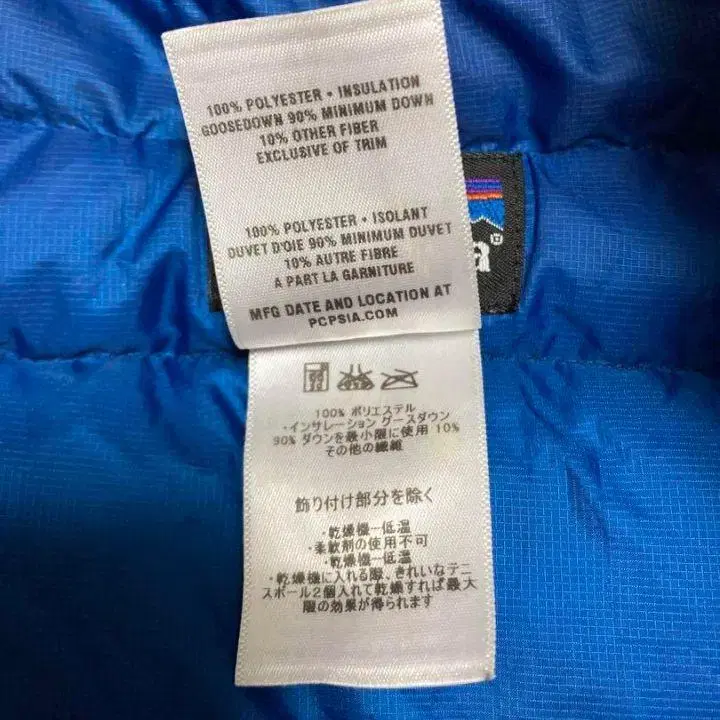 100% POLYESTER • INSULATION
GOOSEDOWN 90% MINIMUM DOWN
10% OTHER FIBER
EXCLUSIVE OF TRIM
100% POLYESTER • ISOLANT
DUVET D'OIE 90% MINIMUM DUVET
10% AUTRE FIBRE
A PART LA GARNITURE
MFG DATE AND LOCATION AT
PCPSIA.COM
a®
100% ポリエステル
・インサレーション グースダウン
90% ダウンを最小限に使用 10%
その他の繊維
飾り付け部分を除く
・乾燥機ー低温
・柔軟剤の使用不可
・乾燥機ー低温
・乾燥機に入れる際、きれいなテニ
スボール2個入れて乾燥すれば最大
限の効果が得られます